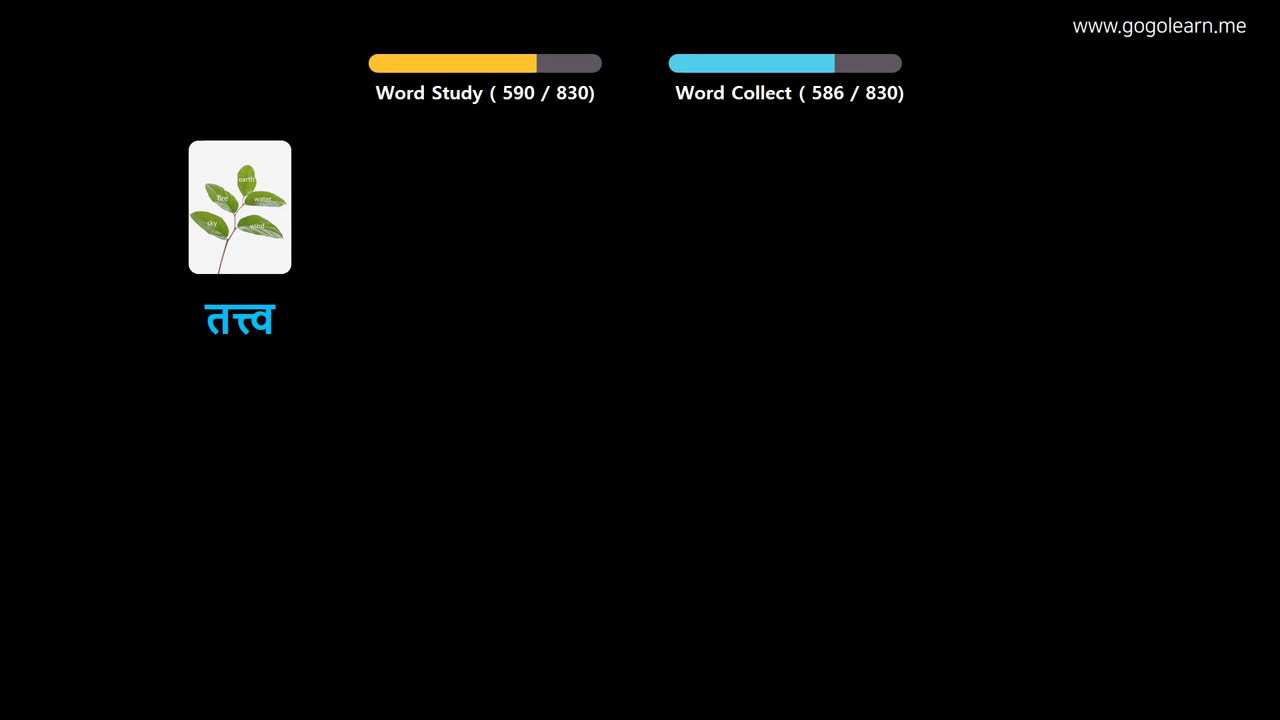 www.gogolearn.me
Word Study ( 590 / 830)
Word Collect ( 586 / 830)
earth
fire
water
sky
wind
तत्त्व